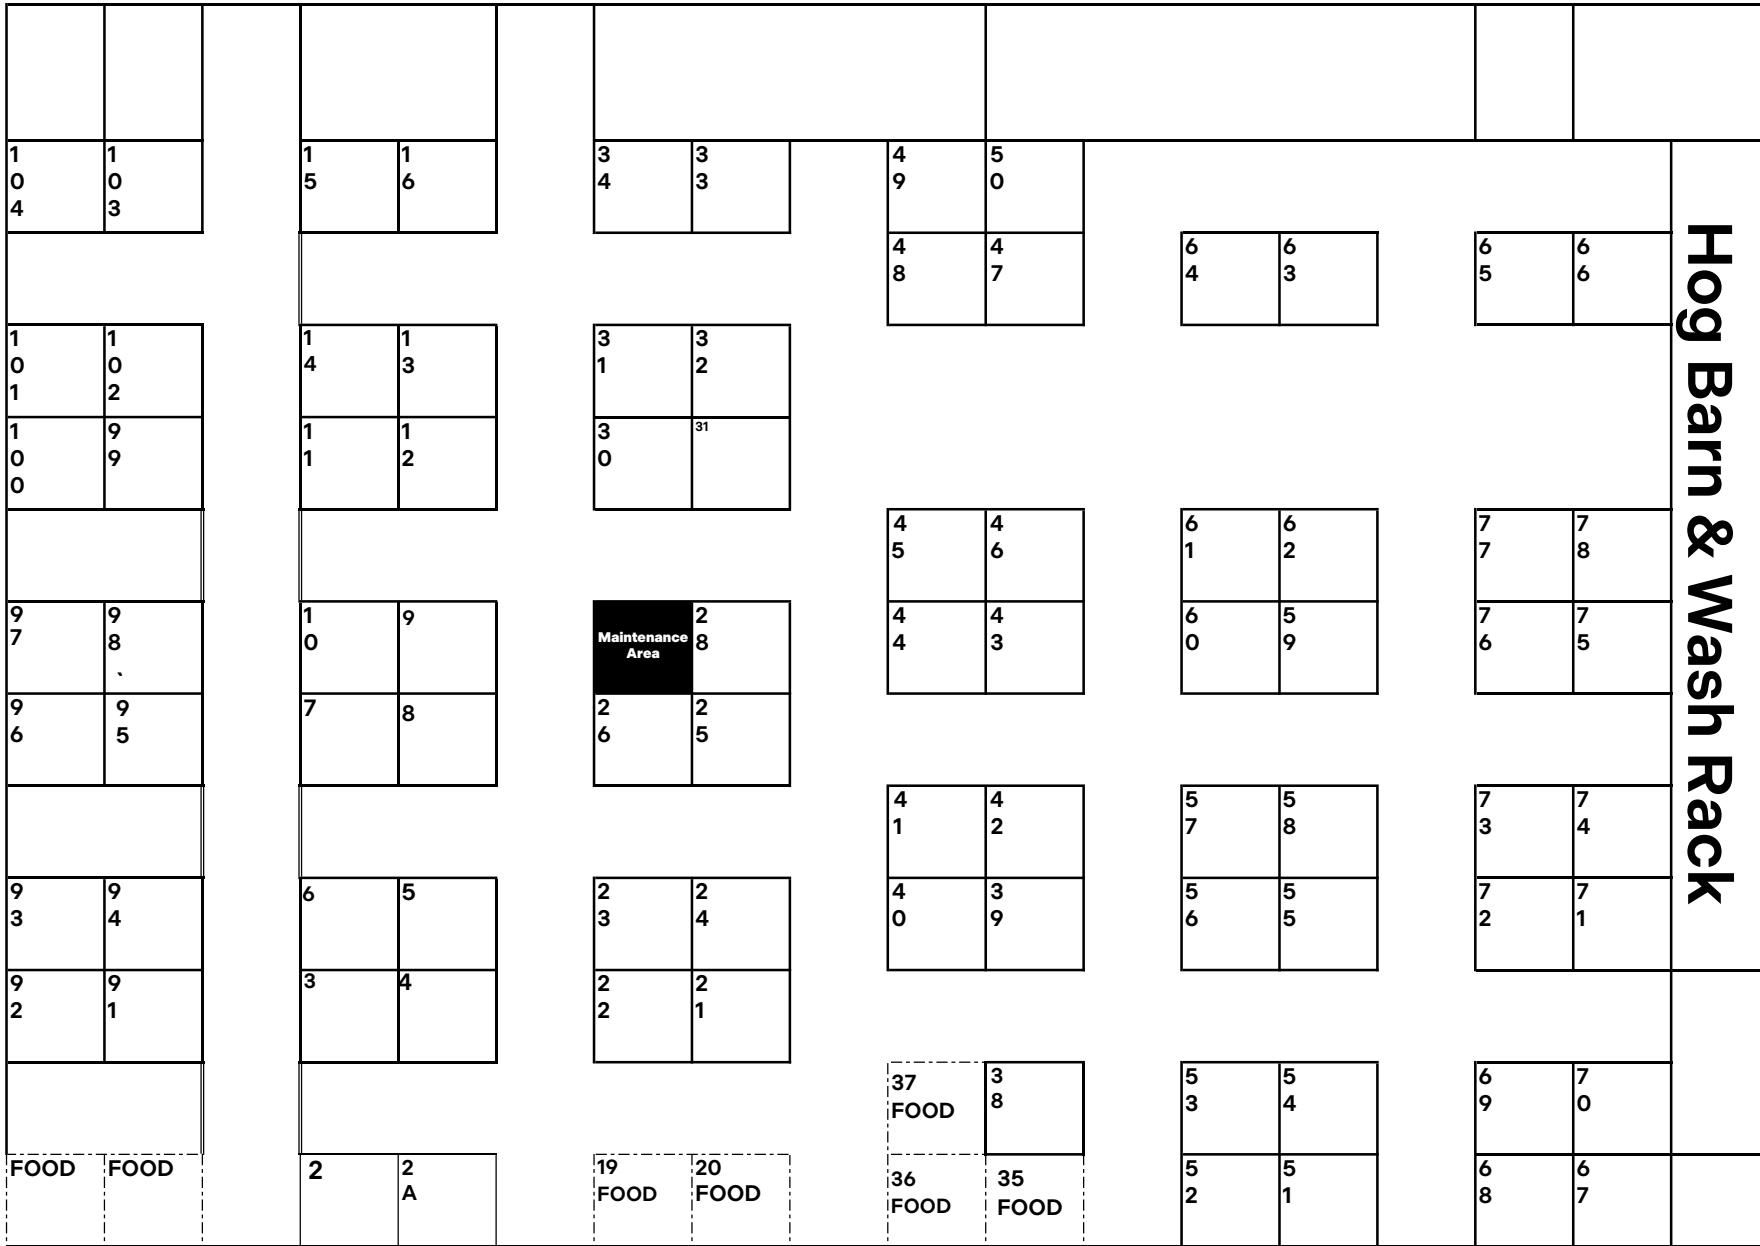 104 103 15 16 34 33 49 50
48 47 64 63 65 66
101 102 14 13 31 32
100 99 11 12 30 31
45 46 61 62 77 78
97 98 10 9 Maintenance 28 44 43 60 59 76 75
Area
.
96 95 7 8 26 25
41 42 57 58 73 74
93 94 6 5 23 24 40 39 56 55 72 71
92 91 3 4 22 21
37 38 53 54 69 70
FOOD
FOOD FOOD 2 2A 19 20 36 35 52 51 68 67
FOOD FOOD FOOD FOOD
Hog Barn & Wash Rack